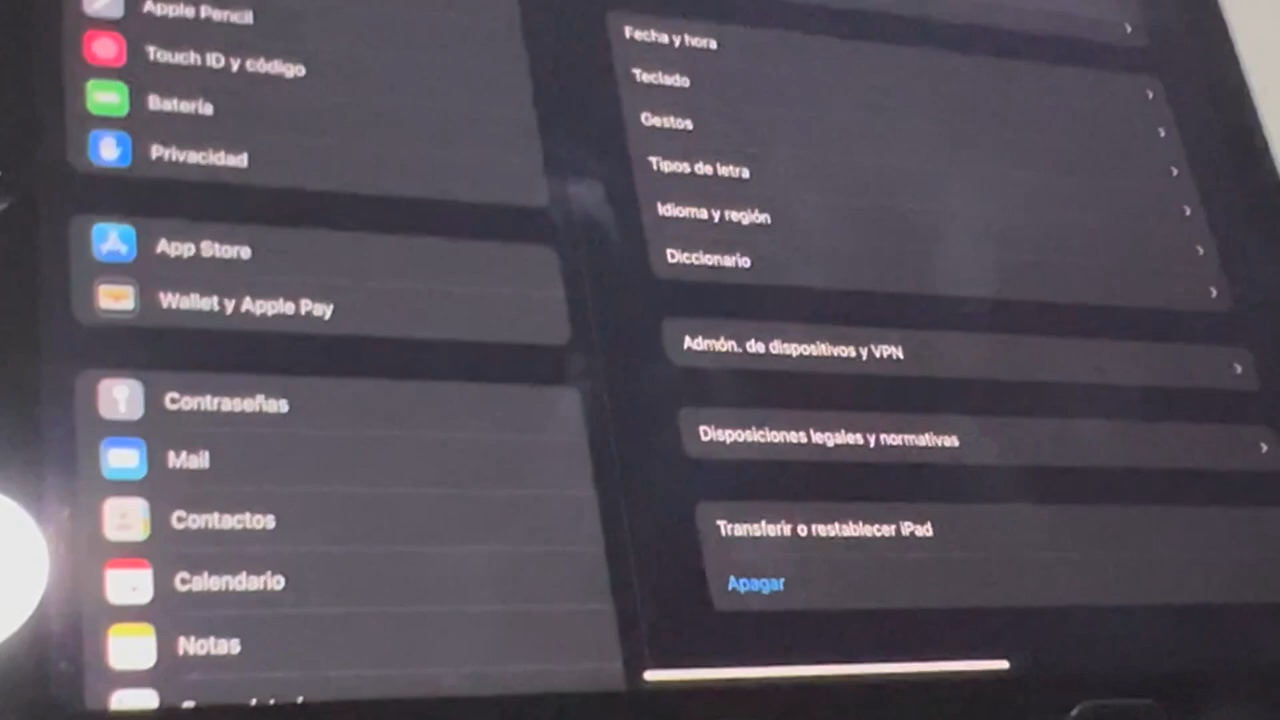 Apple Pencil
Touch ID y código
Batería
Privacidad
App Store
Wallet y Apple Pay
Contraseñas
Mail
Contactos
Calendario
Notas
Fecha y hora
Teclado
Gestos
Tipos de letra
Idioma y región
Diccionario
Admón. de dispositivos y VPN
Disposiciones legales y normativas
Transferir o restablecer iPad
Apagar